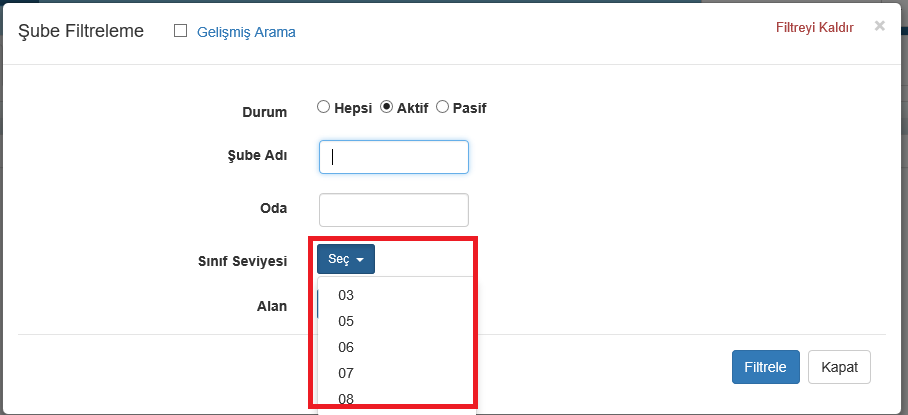 Şube Filtreleme Gelişmiş Arama Filtreyi Kaldır ×
Durum Hepsi Aktif Pasif
Şube Adı
Oda
Sınıf Seviyesi Seç
03
Alan
05
06
07
08
Filtrele Kapat